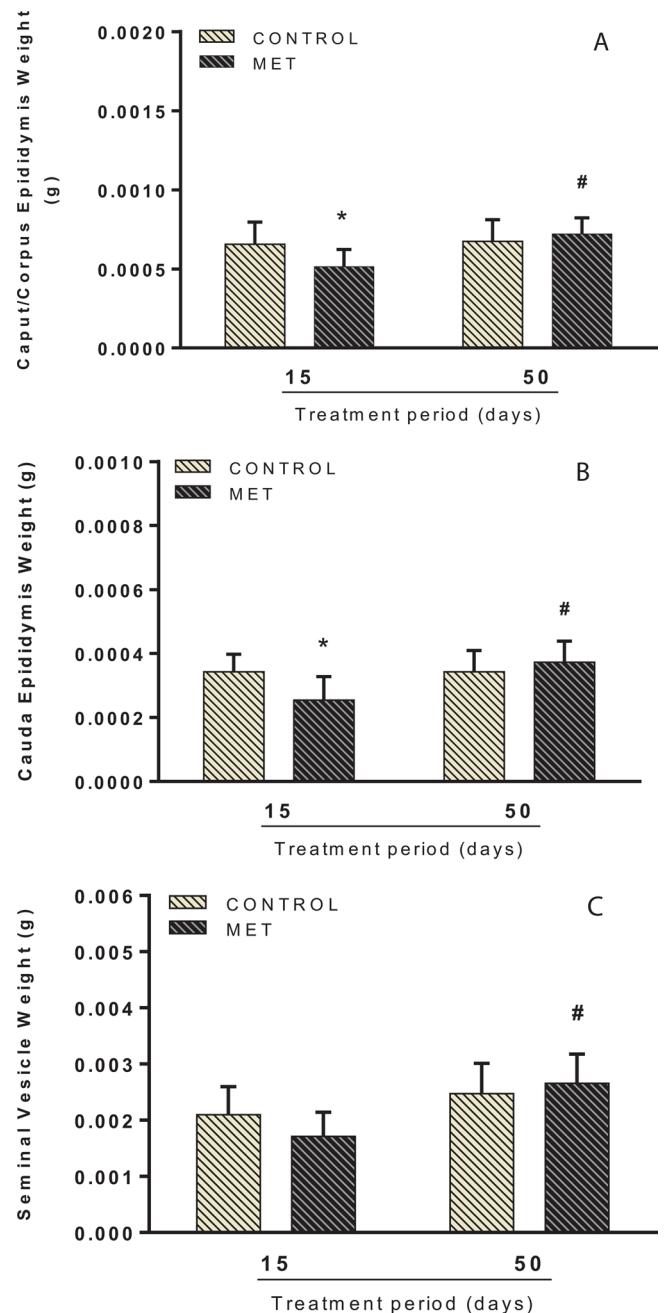 Caput/Corpus Epididymis Weight
(g)
0.0020
0.0015
0.0010
0.0005
0.0000
CONTROL
MET
A
*
#
15
50
Treatment period (days)
Cauda Epididymis Weight (g)
0.0010
0.0008
0.0006
0.0004
0.0002
0.0000
CONTROL
MET
B
*
#
15
50
Treatment period (days)
Seminal Vesicle Weight (g)
0.006
0.005
0.004
0.003
0.002
0.001
0.000
CONTROL
MET
C
#
15
50
Treatment period (days)